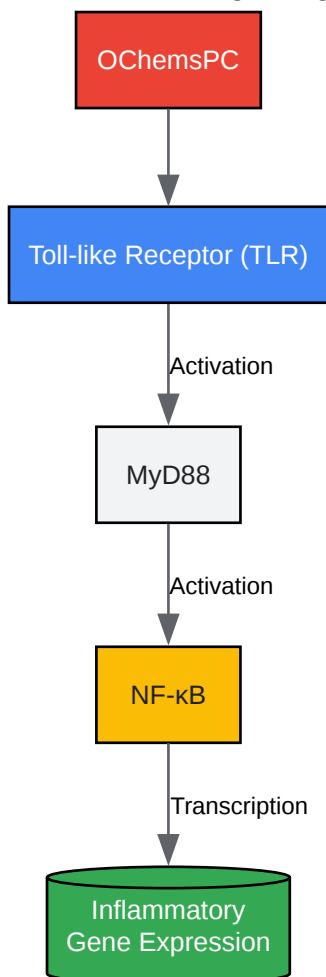 OChemsPC
Toll-like Receptor (TLR)
Activation
MyD88
Activation
NF-κB
Transcription
Inflammatory
Gene Expression